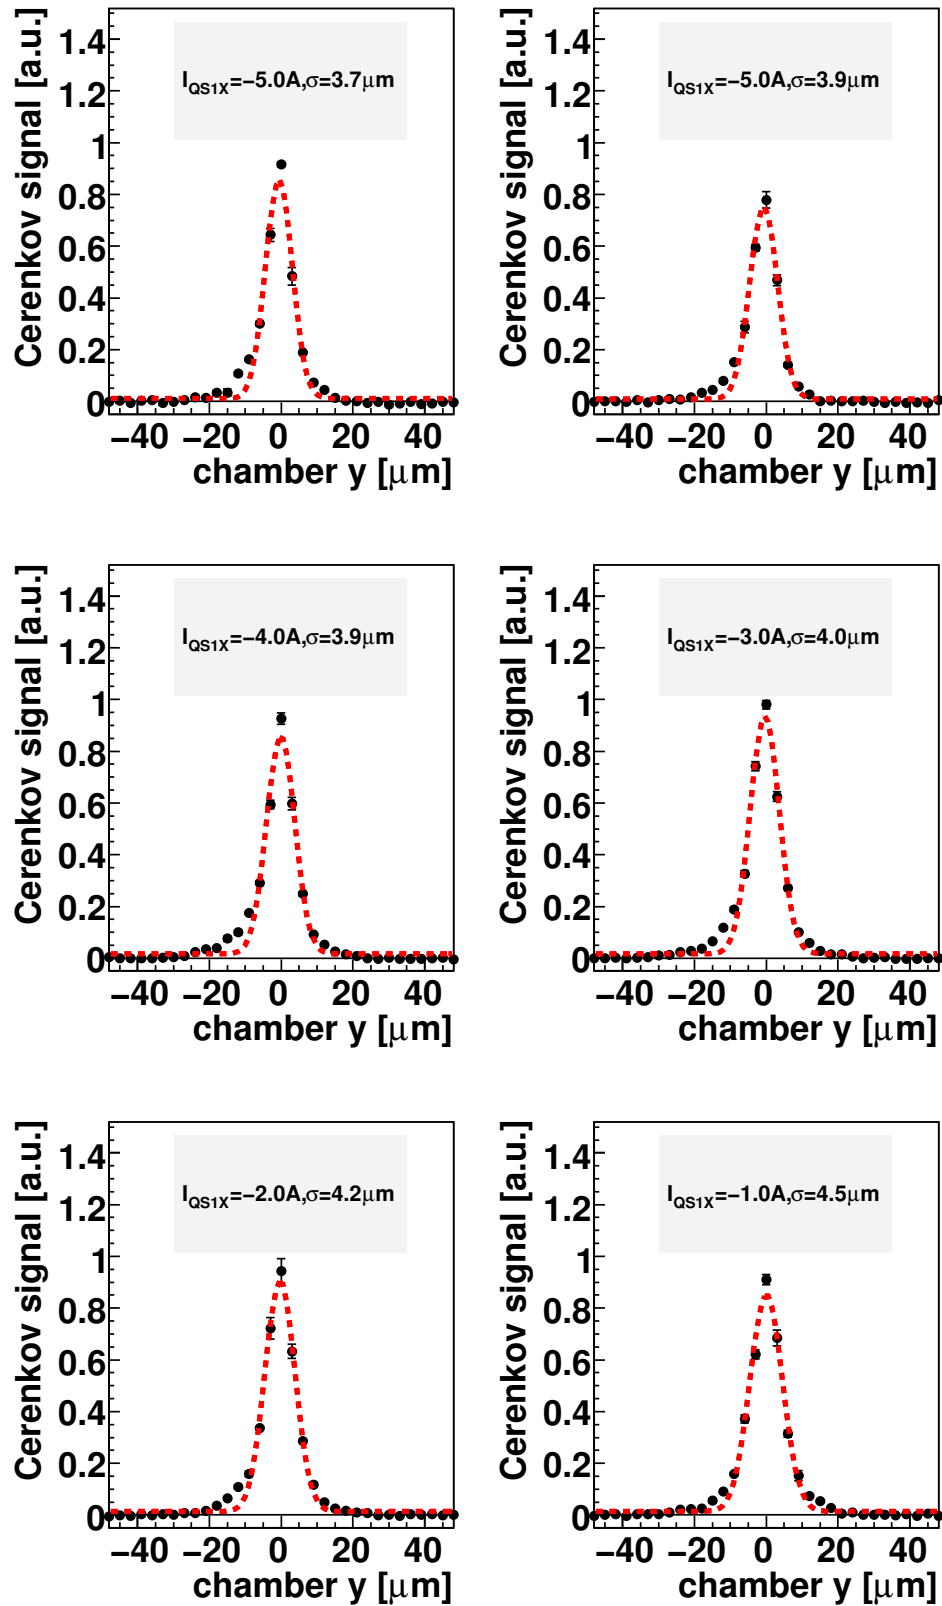 Cerenkov signal [a.u.]
1.4
1.2
1
0.8
0.6
0.4
0.2
0
I_QS1X=−5.0A,σ=3.7μm
−40 −20 0 20 40
chamber y [μm]
Cerenkov signal [a.u.]
1.4
1.2
1
0.8
0.6
0.4
0.2
0
I_QS1X=−5.0A,σ=3.9μm
−40 −20 0 20 40
chamber y [μm]
Cerenkov signal [a.u.]
1.4
1.2
1
0.8
0.6
0.4
0.2
0
I_QS1X=−4.0A,σ=3.9μm
−40 −20 0 20 40
chamber y [μm]
Cerenkov signal [a.u.]
1.4
1.2
1
0.8
0.6
0.4
0.2
0
I_QS1X=−3.0A,σ=4.0μm
−40 −20 0 20 40
chamber y [μm]
Cerenkov signal [a.u.]
1.4
1.2
1
0.8
0.6
0.4
0.2
0
I_QS1X=−2.0A,σ=4.2μm
−40 −20 0 20 40
chamber y [μm]
Cerenkov signal [a.u.]
1.4
1.2
1
0.8
0.6
0.4
0.2
0
I_QS1X=−1.0A,σ=4.5μm
−40 −20 0 20 40
chamber y [μm]